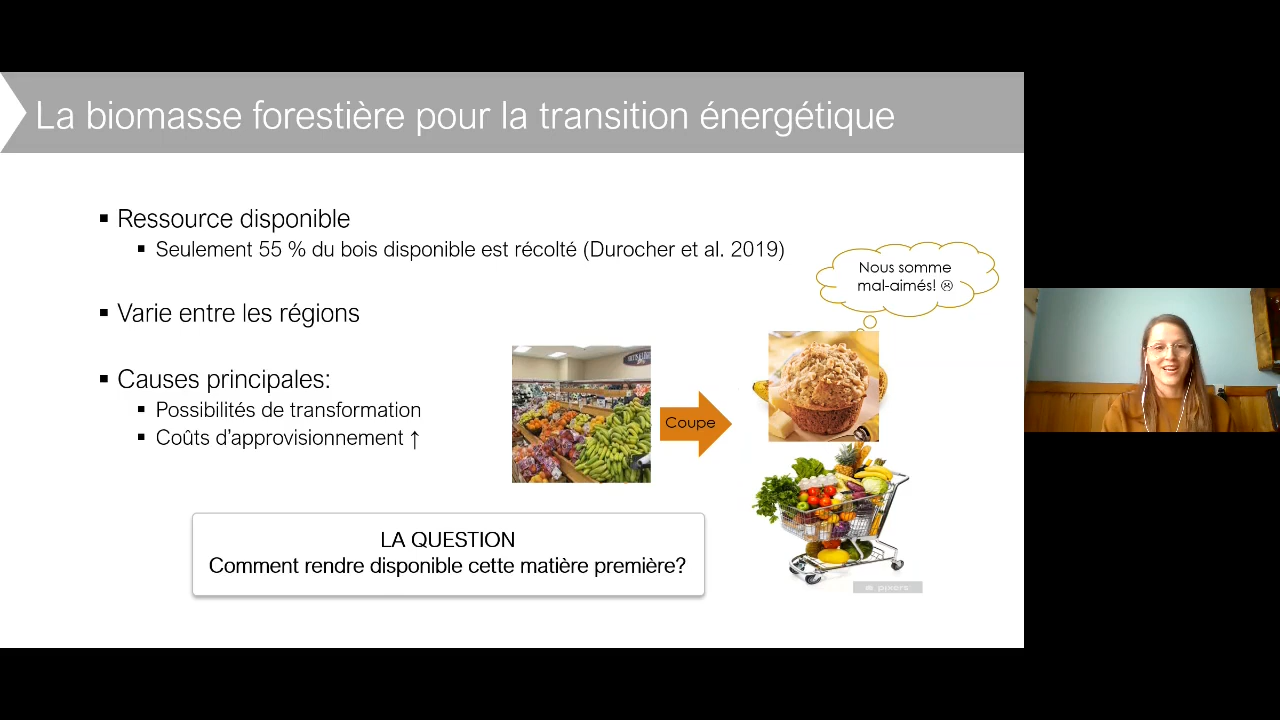 La biomasse forestière pour la transition énergétique
▪ Ressource disponible
▪ Seulement 55 % du bois disponible est récolté (Durocher et al. 2019)
Nous somme
mal-aimés! ☹
▪ Varie entre les régions
▪ Causes principales:
▪ Possibilités de transformation
▪ Coûts d'approvisionnement ↑
Coupe
LA QUESTION
Comment rendre disponible cette matière première?
pixers